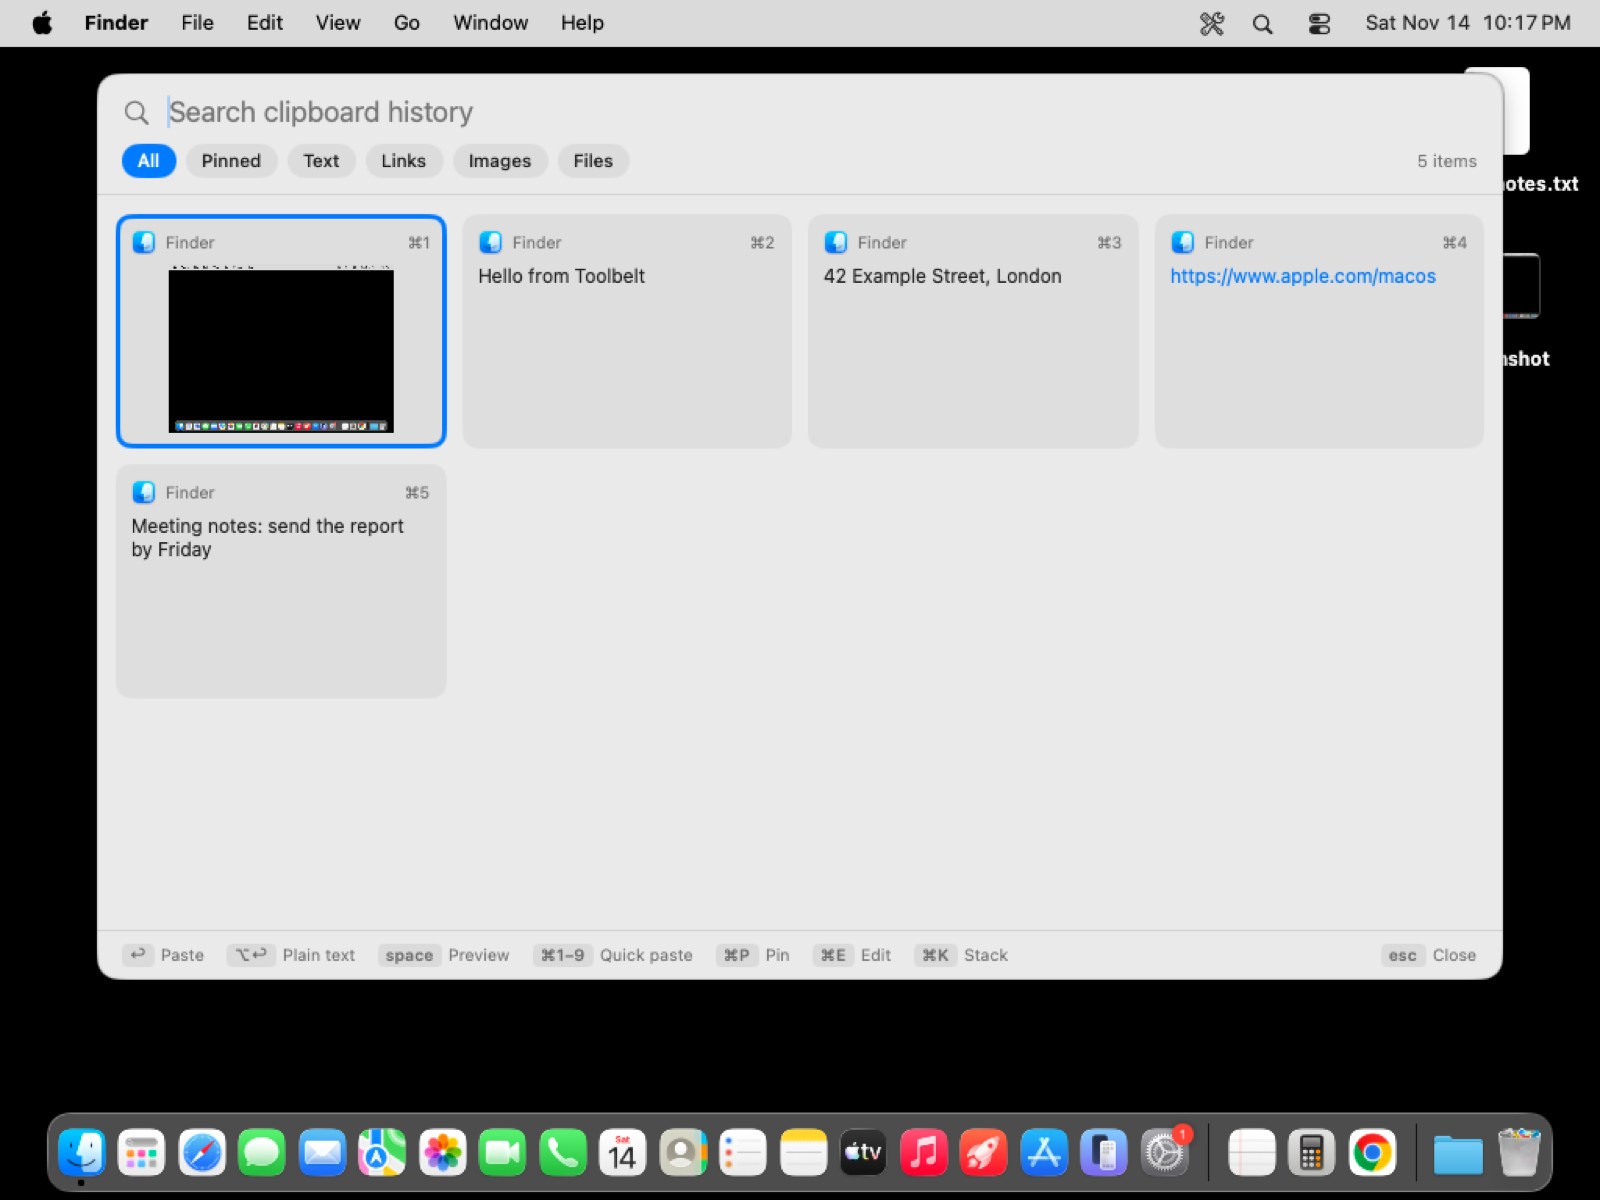 Finder File Edit View Go Window Help Sat Nov 14 10:17 PM
Search clipboard history
All Pinned Text Links Images Files 5 items
otes.txt
Finder ⌘1
Finder ⌘2
Hello from Toolbelt
Finder ⌘3
42 Example Street, London
Finder ⌘4
https://www.apple.com/macos
nshot
Finder ⌘5
Meeting notes: send the report
by Friday
↩ Paste ⌥↩ Plain text space Preview ⌘1–9 Quick paste ⌘P Pin ⌘E Edit ⌘K Stack esc Close
Sat
14
tv
1